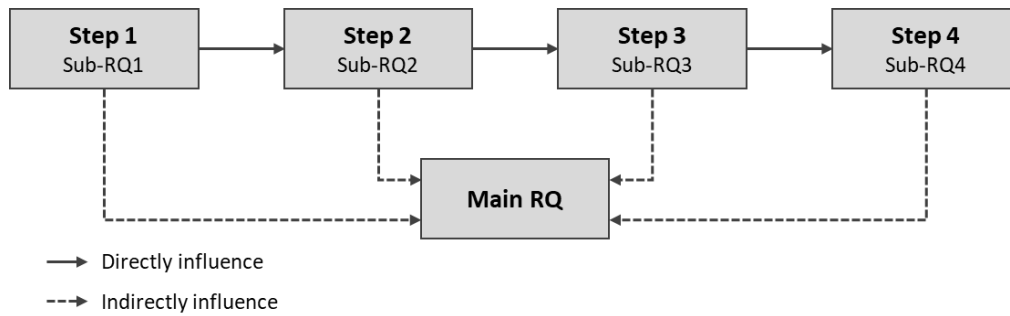 Step 1
Sub-RQ1
Step 2
Sub-RQ2
Step 3
Sub-RQ3
Step 4
Sub-RQ4
Main RQ
Directly influence
Indirectly influence